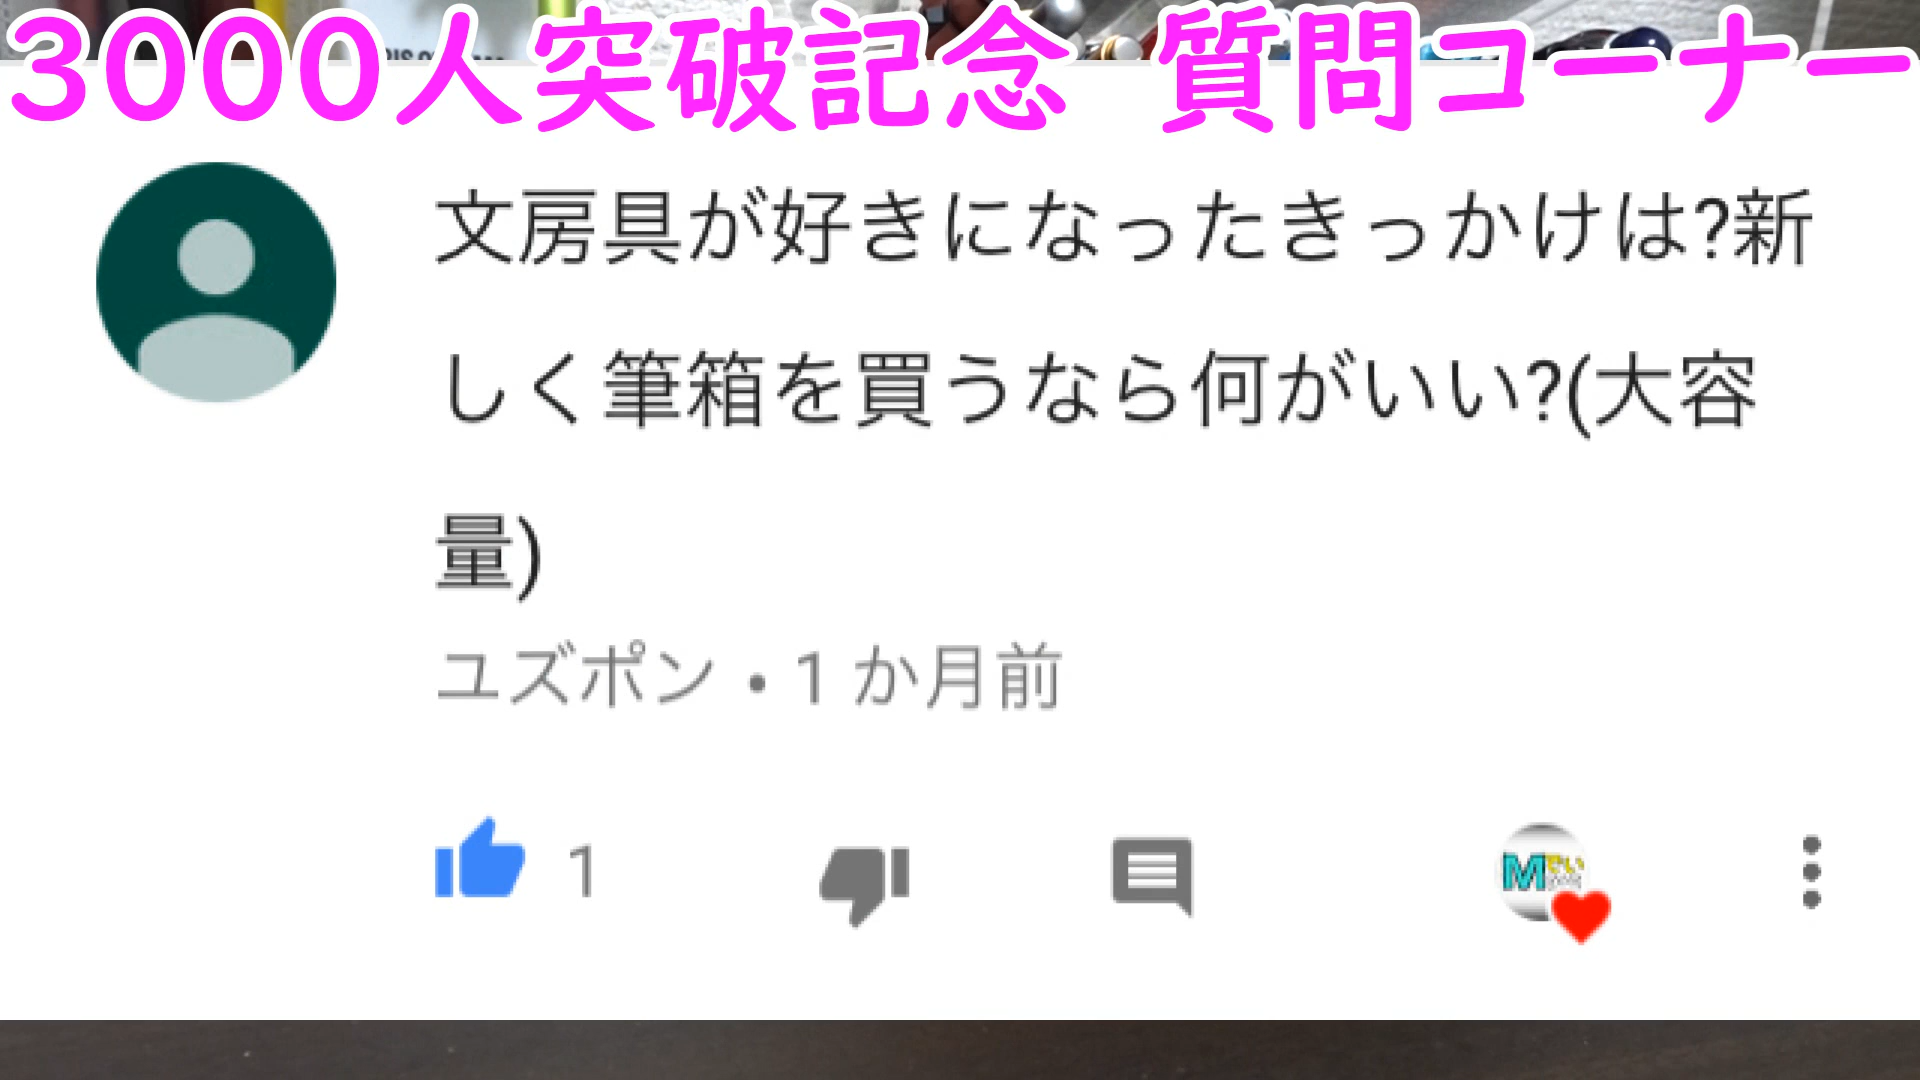 3000人突破記念 質問コーナー
文房具が好きになったきっかけは?新
しく筆箱を買うなら何がいい?(大容
量)
ユズポン • 1 か月前
1